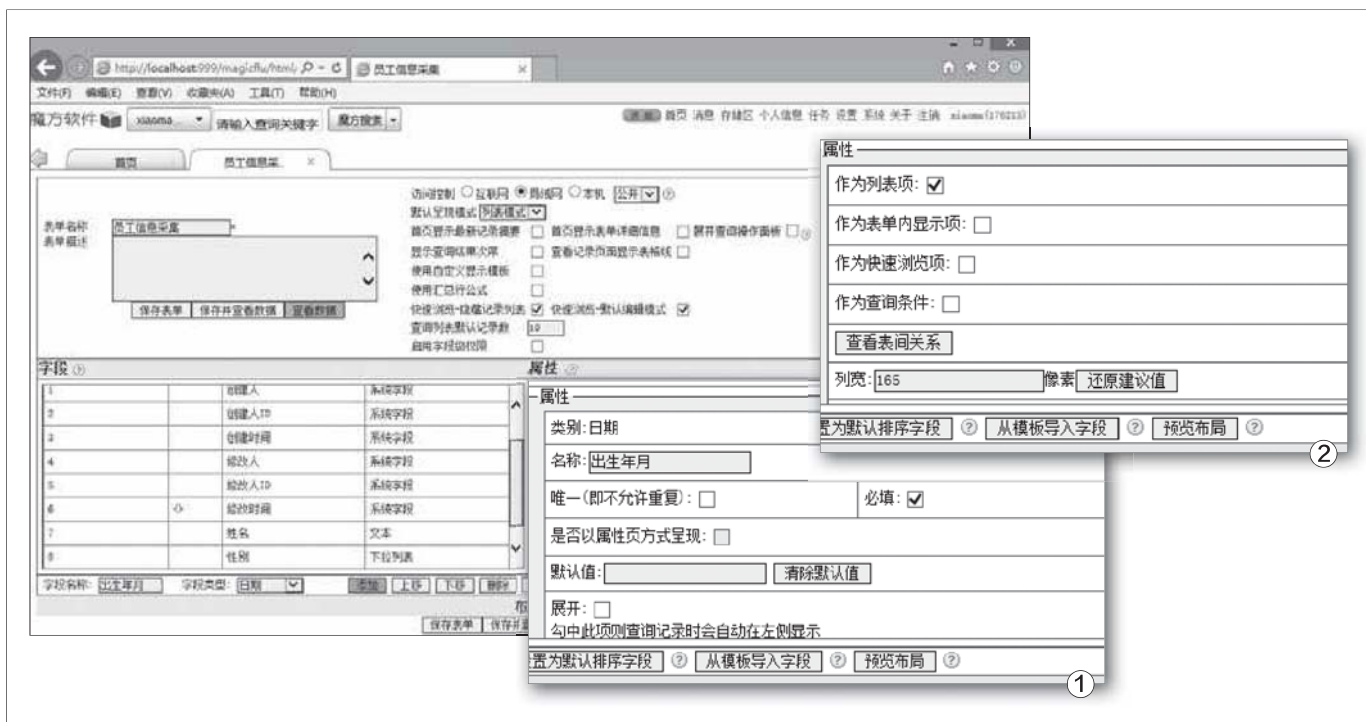 http://localhost:999/magicflu/html/
员工信息采集
文件(F) 编辑(E) 查看(V) 收藏夹(A) 工具(T) 帮助(H)
魔方软件 xiaoma 请输入查询关键字 魔方搜索
首页 消息 存储区 个人信息 任务 设置 系统 关于 注销 xiaoma(170213)
首页 员工信息采
访问控制 互联网 局域网 本机 公开
默认呈现模式 列表模式
表单名称 员工信息采集
首页显示最新记录摘要 首页显示表单详细信息 展开查询操作面板
表单描述
显示查询结果次序 查看记录页面显示表格线
使用自定义显示模板
使用汇总行公式
保存表单 保存并查看数据 查看数据
快速浏览-隐藏记录列表 快速浏览-默认编辑模式
查询列表默认记录数 10
启用字段级权限
字段
属性
1 创建人 系统字段
2 创建人ID 系统字段
3 创建时间 系统字段
4 修改人 系统字段
5 修改人ID 系统字段
6 修改时间 系统字段
7 姓名 文本
8 性别 下拉列表
字段名称: 出生年月 字段类型: 日期 添加 上移 下移 删除
保存表单
属性
类别:日期
名称:出生年月
唯一(即不允许重复): 必填:
是否以属性页方式呈现:
默认值: 清除默认值
展开:
勾中此项则查询记录时会自动在左侧显示
置为默认排序字段 从模板导入字段 预览布局
①
属性
作为列表项:
作为表单内显示项:
作为快速浏览项:
作为查询条件:
查看表间关系
列宽:165 像素 还原建议值
置为默认排序字段 从模板导入字段 预览布局
②